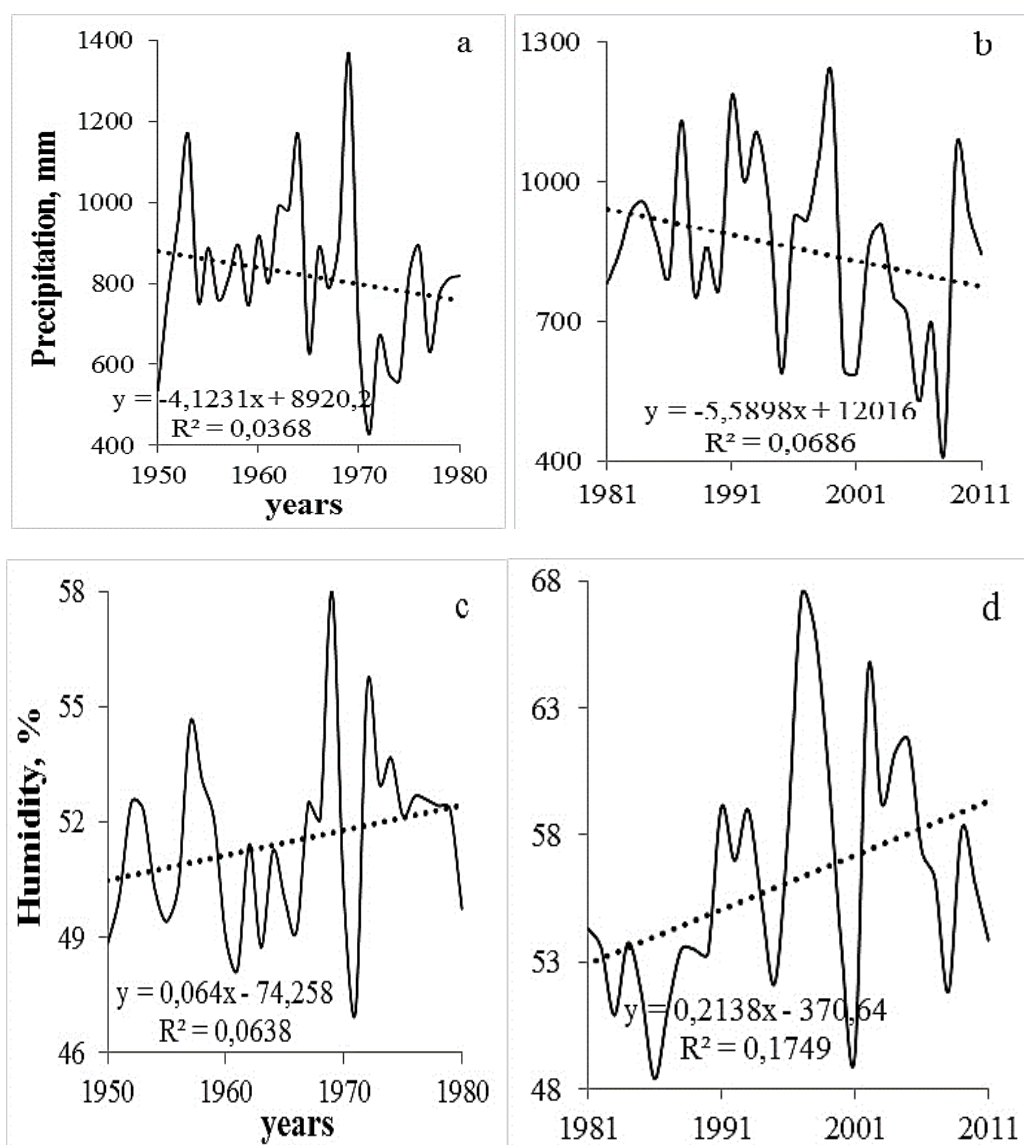 a
Precipitation, mm
1400
1200
1000
800
600
400
y = -4,1231x + 8920,2
R² = 0,0368
1950 1960 1970 1980
years
b
1300
1000
700
400
y = -5,5898x + 12016
R² = 0,0686
1981 1991 2001 2011
c
Humidity, %
58
55
52
49
46
y = 0,064x - 74,258
R² = 0,0638
1950 1960 1970 1980
years
d
68
63
58
53
48
y = 0,2138x - 370,64
R² = 0,1749
1981 1991 2001 2011